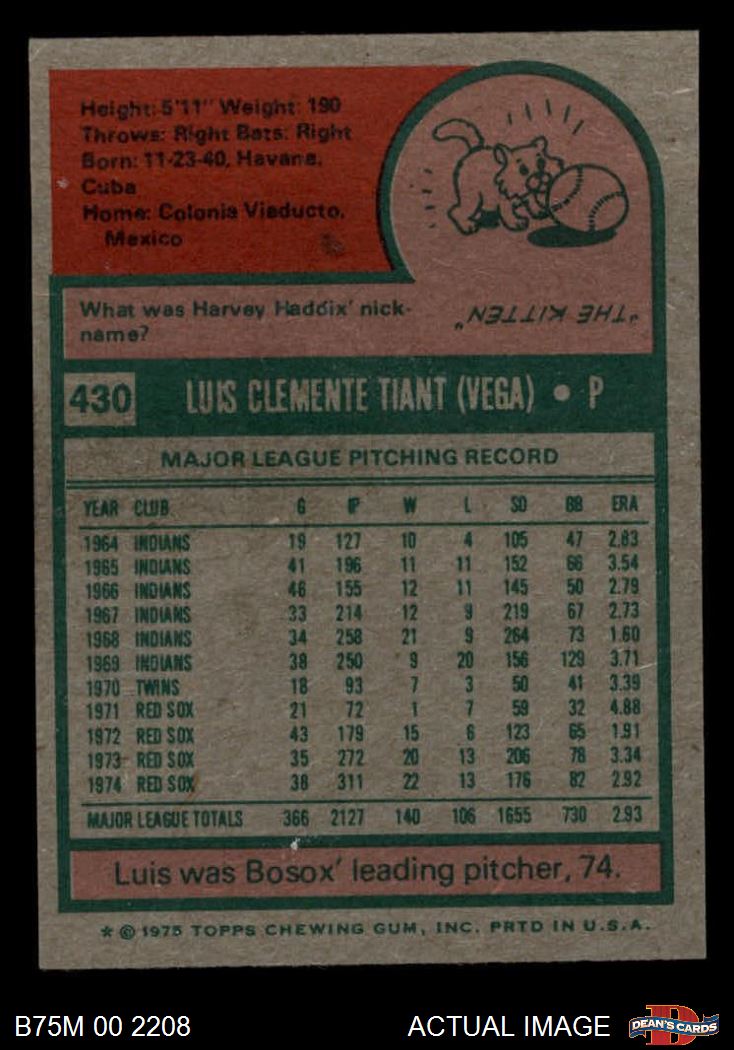 Height: 5'11" Weight: 190
Throws: Right Bats: Right
Born: 11-23-40, Havana,
Cuba
Home: Colonia Viaducto,
Mexico
What was Harvey Haddix' nick-
name?
"THE KITTEN"
430 LUIS CLEMENTE TIANT (VEGA) ● P
MAJOR LEAGUE PITCHING RECORD
YEAR CLUB G IP W L SO BB ERA
1964 INDIANS 19 127 10 4 105 47 2.83
1965 INDIANS 41 196 11 11 152 66 3.54
1966 INDIANS 46 155 12 11 145 50 2.79
1967 INDIANS 33 214 12 9 219 67 2.73
1968 INDIANS 34 258 21 9 264 73 1.60
1969 INDIANS 38 250 9 20 156 129 3.71
1970 TWINS 18 93 7 3 50 41 3.39
1971 RED SOX 21 72 1 7 59 32 4.88
1972 RED SOX 43 179 15 6 123 65 1.91
1973 RED SOX 35 272 20 13 206 78 3.34
1974 RED SOX 38 311 22 13 176 82 2.92
MAJOR LEAGUE TOTALS 366 2127 140 106 1655 730 2.93
Luis was Bosox' leading pitcher, 74.
* © 1975 TOPPS CHEWING GUM, INC. PRTD IN U.S.A.
B75M 00 2208 ACTUAL IMAGE DEAN'S CARDS